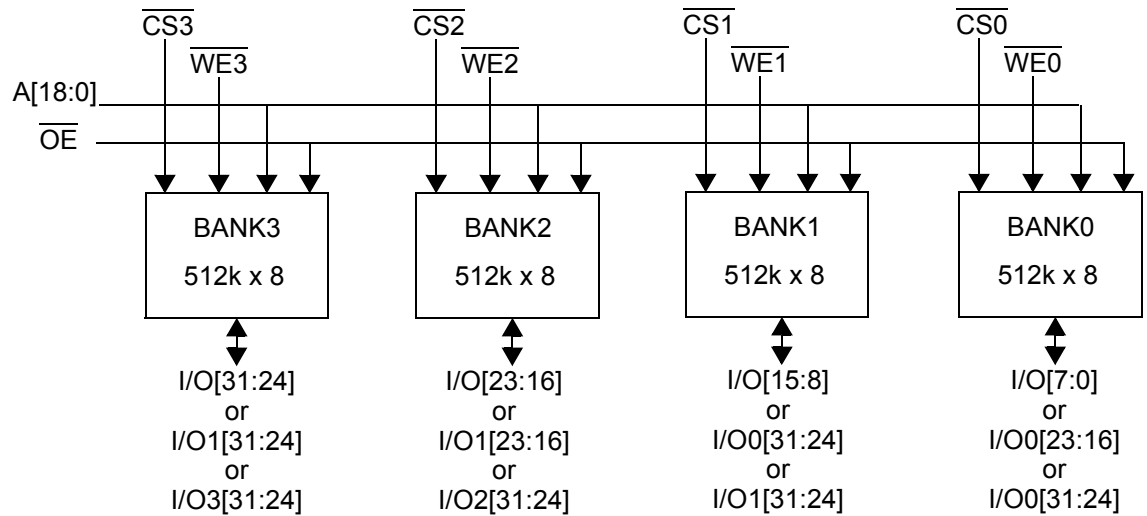 CS3 CS2 CS1 CS0
WE3 WE2 WE1 WE0
A[18:0]
OE
BANK3 BANK2 BANK1 BANK0
512k x 8 512k x 8 512k x 8 512k x 8
I/O[31:24] I/O[23:16] I/O[15:8] I/O[7:0]
or or or or
I/O1[31:24] I/O1[23:16] I/O0[31:24] I/O0[23:16]
or or or or
I/O3[31:24] I/O2[31:24] I/O1[31:24] I/O0[31:24]